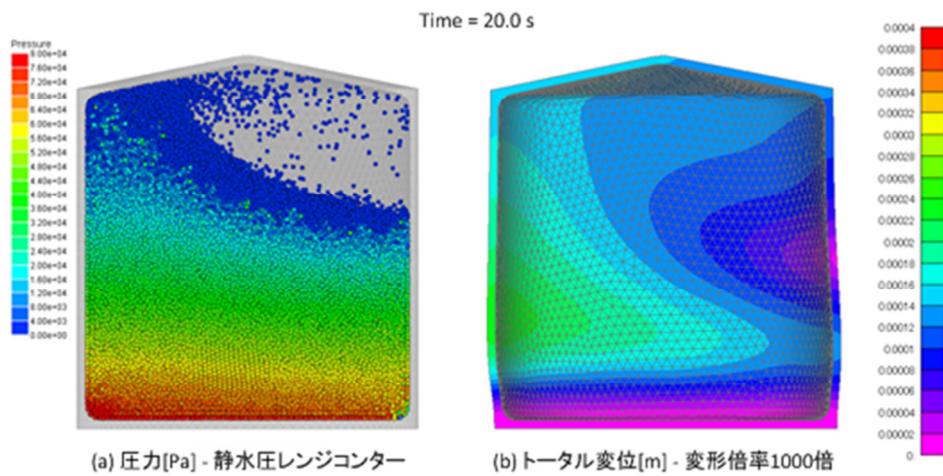 Time = 20.0 s
Pressure
8.00e+04
7.60e+04
7.20e+04
6.80e+04
6.40e+04
6.00e+04
5.60e+04
5.20e+04
4.80e+04
4.40e+04
4.00e+04
3.60e+04
3.20e+04
2.80e+04
2.40e+04
2.00e+04
1.60e+04
1.20e+04
8.00e+03
4.00e+03
0.00e+00
0.0004
0.00038
0.00036
0.00034
0.00032
0.0003
0.00028
0.00026
0.00024
0.00022
0.0002
0.00018
0.00016
0.00014
0.00012
0.0001
0.00008
0.00006
0.00004
0.00002
0
(a) 圧力[Pa] - 静水圧レンジコンター
(b) トータル変位[m] - 変形倍率1000倍